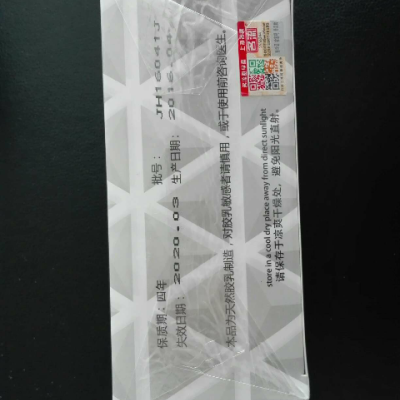 保质期：四年
批号： JH16041J
失效日期： 2020.03
生产日期： 2016.04
本品为天然胶乳制造，对胶乳敏感者请慎用，或于使用前咨询医生。
store in a cool dry place away from direct sunlight
请保存于凉爽干燥处，避免阳光直射。